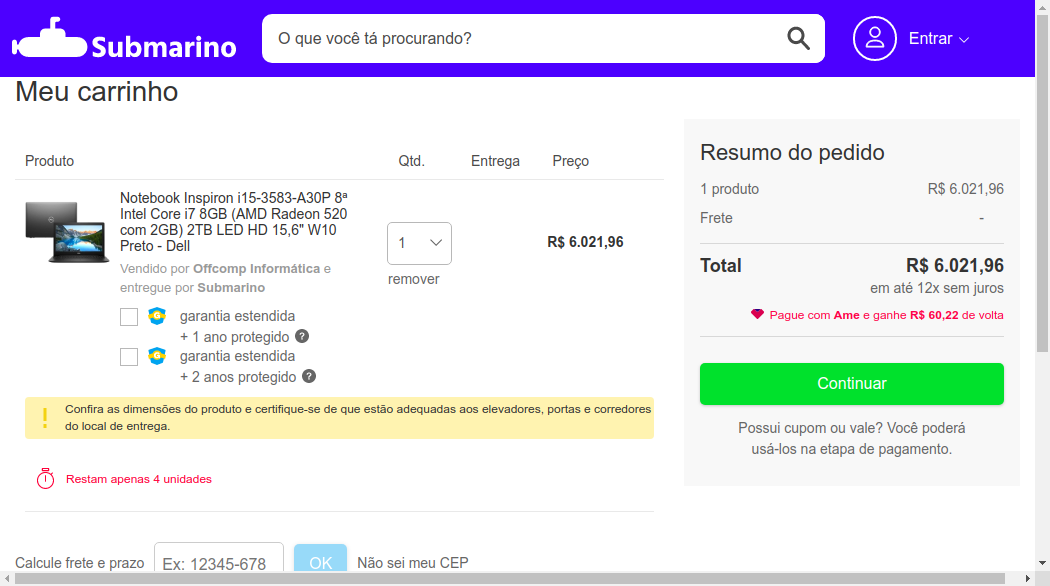 Submarino
O que você tá procurando?
Entrar
Meu carrinho
Produto
Qtd.
Entrega
Preço
Notebook Inspiron i15-3583-A30P 8ª
Intel Core i7 8GB (AMD Radeon 520
com 2GB) 2TB LED HD 15,6" W10
Preto - Dell
Vendido por Offcomp Informática e
entregue por Submarino
1
remover
R$ 6.021,96
garantia estendida
+ 1 ano protegido ?
garantia estendida
+ 2 anos protegido ?
Confira as dimensões do produto e certifique-se de que estão adequadas aos elevadores, portas e corredores
do local de entrega.
Restam apenas 4 unidades
Calcule frete e prazo
Ex: 12345-678
OK
Não sei meu CEP
Resumo do pedido
1 produto R$ 6.021,96
Frete -
Total R$ 6.021,96
em até 12x sem juros
Pague com Ame e ganhe R$ 60,22 de volta
Continuar
Possui cupom ou vale? Você poderá
usá-los na etapa de pagamento.